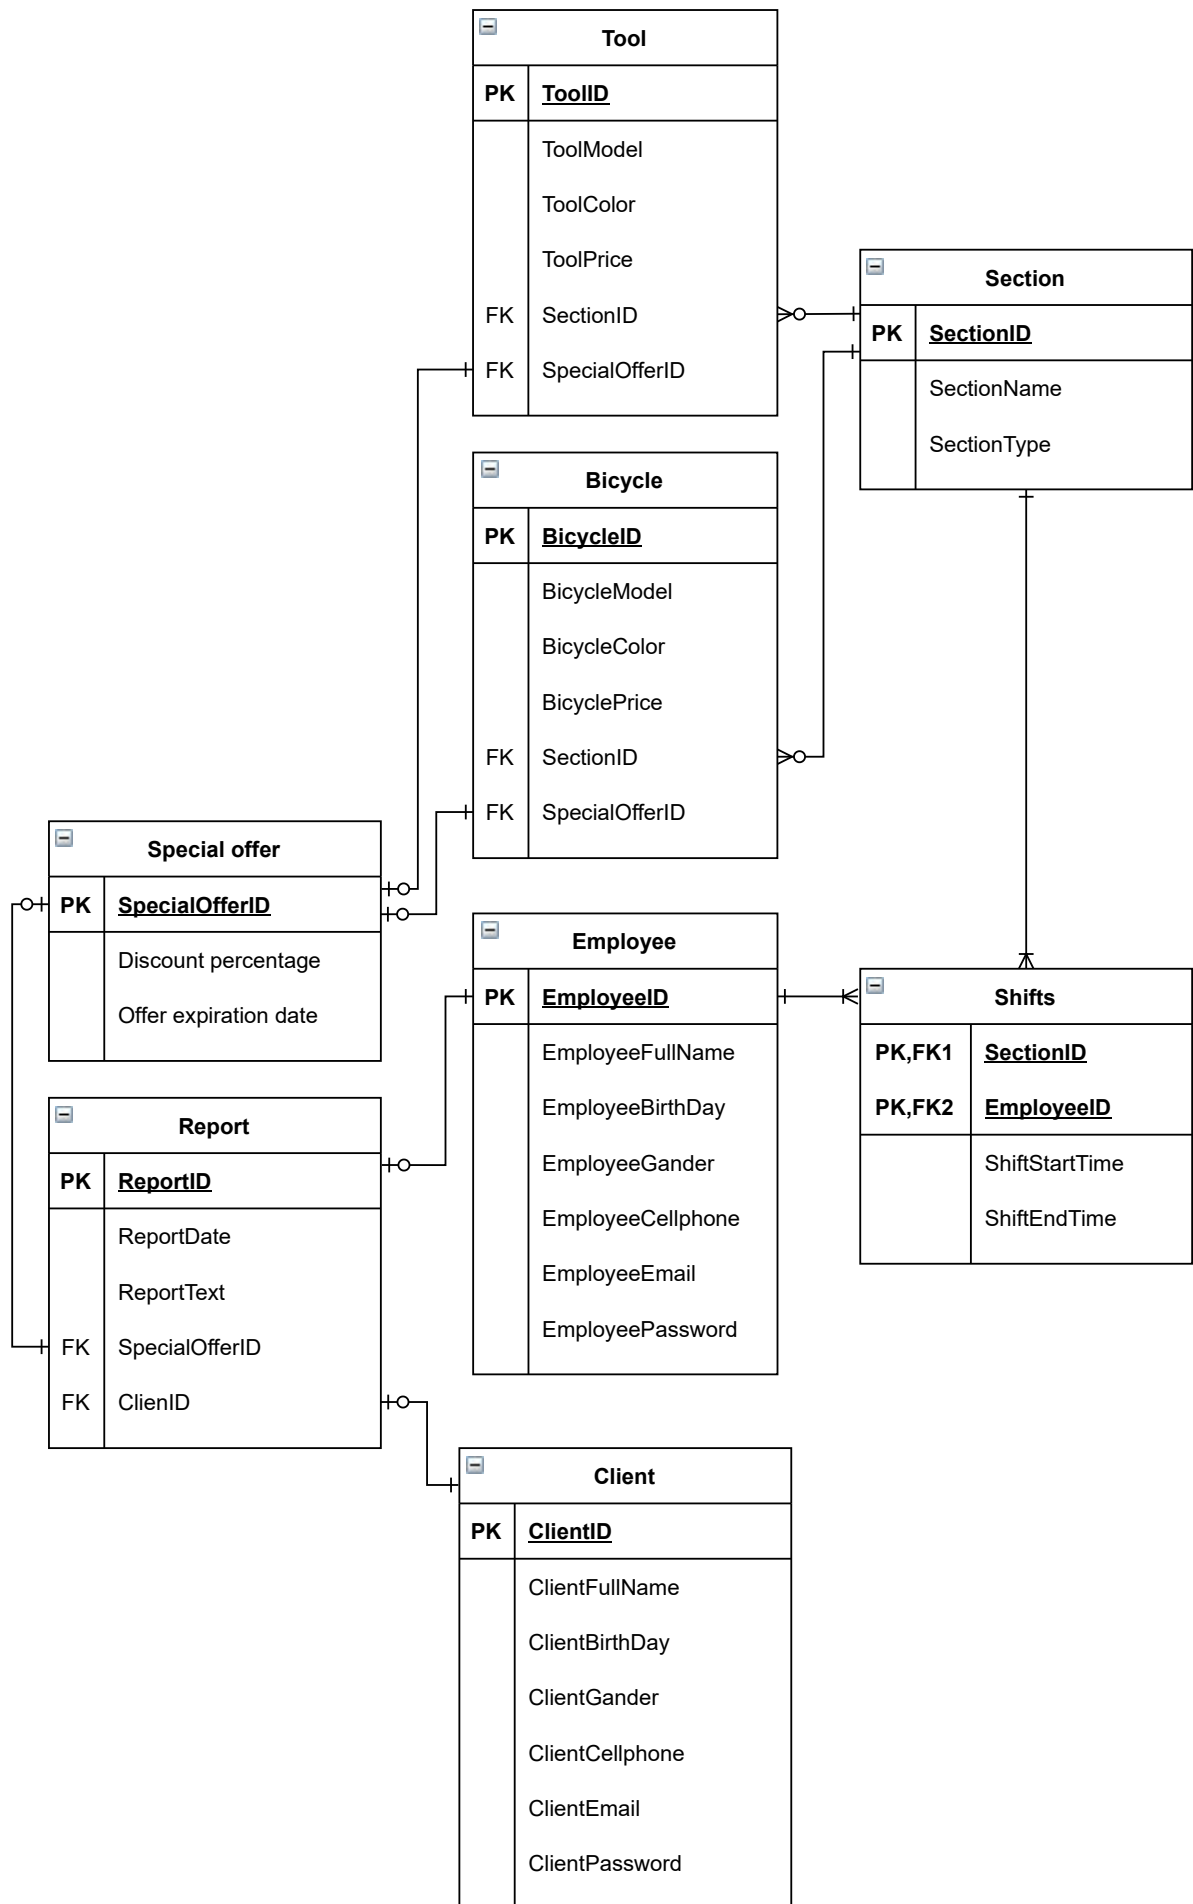 Tool
PK ToolID
ToolModel
ToolColor
ToolPrice
FK SectionID
FK SpecialOfferID
Section
PK SectionID
SectionName
SectionType
Bicycle
PK BicycleID
BicycleModel
BicycleColor
BicyclePrice
FK SectionID
FK SpecialOfferID
Special offer
PK SpecialOfferID
Discount percentage
Offer expiration date
Employee
PK EmployeeID
EmployeeFullName
EmployeeBirthDay
EmployeeGander
EmployeeCellphone
EmployeeEmail
EmployeePassword
Shifts
PK,FK1 SectionID
PK,FK2 EmployeeID
ShiftStartTime
ShiftEndTime
Report
PK ReportID
ReportDate
ReportText
FK SpecialOfferID
FK ClienID
Client
PK ClientID
ClientFullName
ClientBirthDay
ClientGander
ClientCellphone
ClientEmail
ClientPassword